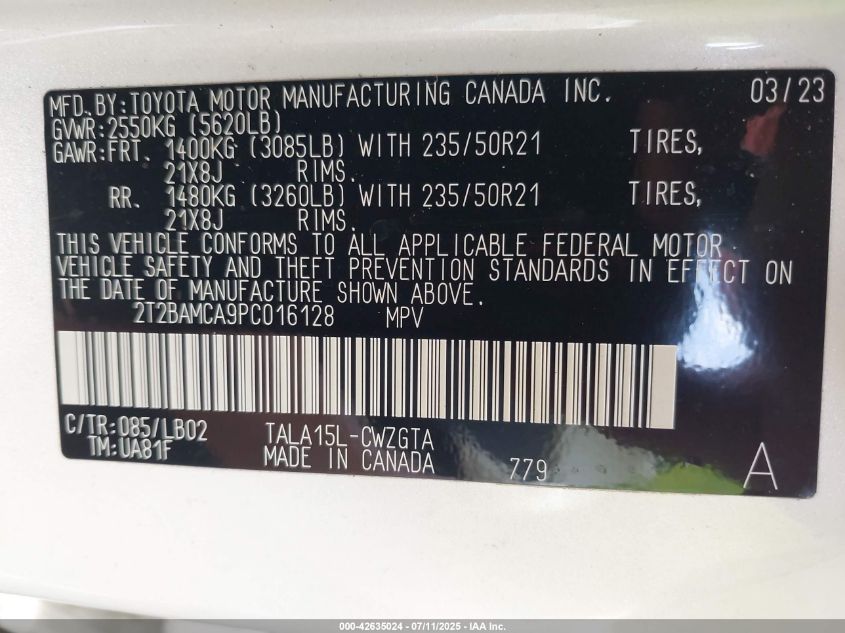 MFD.BY:TOYOTA MOTOR MANUFACTURING CANADA INC. 03/23
GVWR:2550KG (5620LB)
GAWR:FRT. 1400KG (3085LB) WITH 235/50R21 TIRES,
21X8J RIMS.
RR. 1480KG (3260LB) WITH 235/50R21 TIRES,
21X8J RIMS.
THIS VEHICLE CONFORMS TO ALL APPLICABLE FEDERAL MOTOR
VEHICLE SAFETY AND THEFT PREVENTION STANDARDS IN EFFECT ON
THE DATE OF MANUFACTURE SHOWN ABOVE.
2T2BAMCA9PC016128 MPV
C/TR:085/LB02 TALA15L-CWZGTA
TM:UA81F MADE IN CANADA 779 A
000-42635024 - 07/11/2025 - IAA Inc.